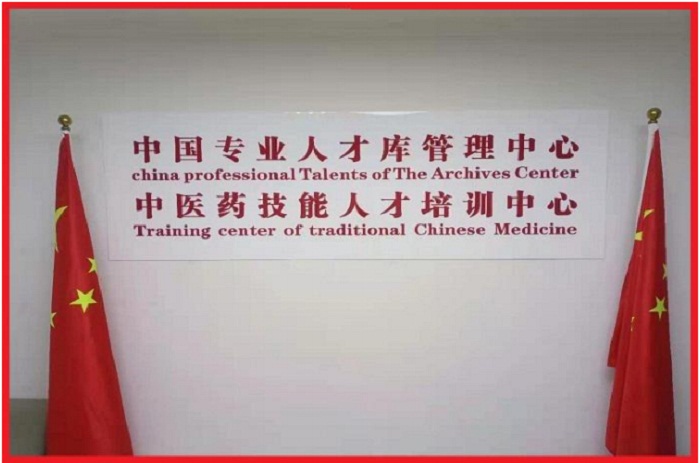 中国专业人才库管理中心
china professional Talents of The Archives Center
中医药技能人才培训中心
Training center of traditional Chinese Medicine